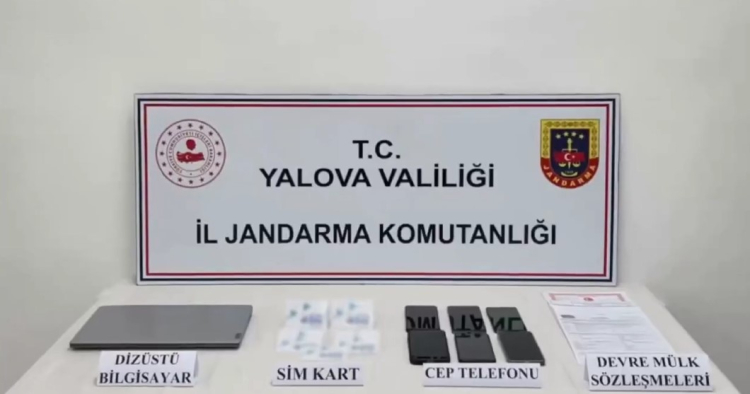 T.C.
YALOVA VALİLİĞİ
İL JANDARMA KOMUTANLIĞI
JANDARMA
DİZÜSTÜ
BİLGİSAYAR
SİM KART
CEP TELEFONU
DEVRE MÜLK
SÖZLEŞMELERİ